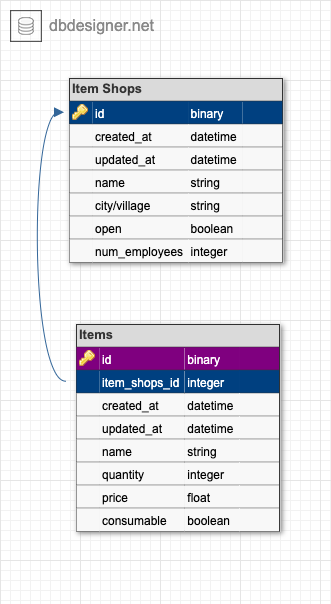 dbdesigner.net
Item Shops
id binary
created_at datetime
updated_at datetime
name string
city/village string
open boolean
num_employees integer
Items
id binary
item_shops_id integer
created_at datetime
updated_at datetime
name string
quantity integer
price float
consumable boolean